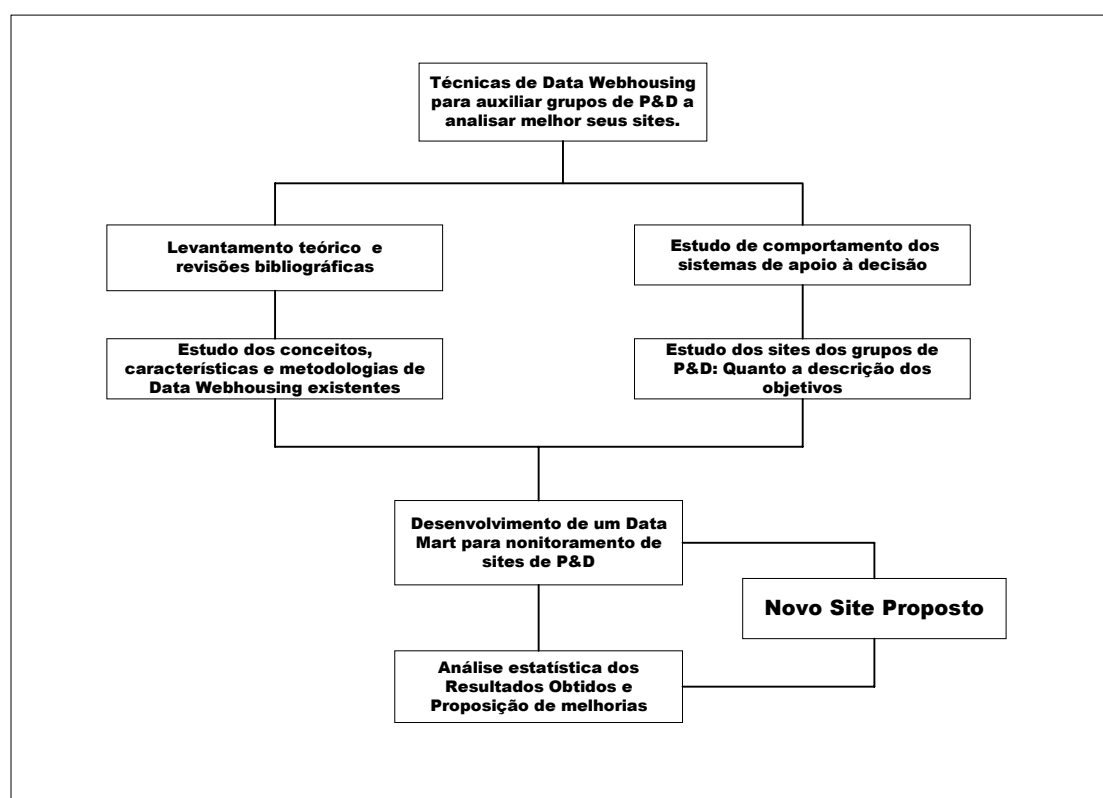 Técnicas de Data Webhousing
para auxiliar grupos de P&D a
analisar melhor seus sites.
Levantamento teórico e
revisões bibliográficas
Estudo de comportamento dos
sistemas de apoio à decisão
Estudo dos conceitos,
características e metodologias de
Data Webhousing existentes
Estudo dos sites dos grupos de
P&D: Quanto a descrição dos
objetivos
Desenvolvimento de um Data
Mart para nonitoramento de
sites de P&D
Novo Site Proposto
Análise estatística dos
Resultados Obtidos e
Proposição de melhorias